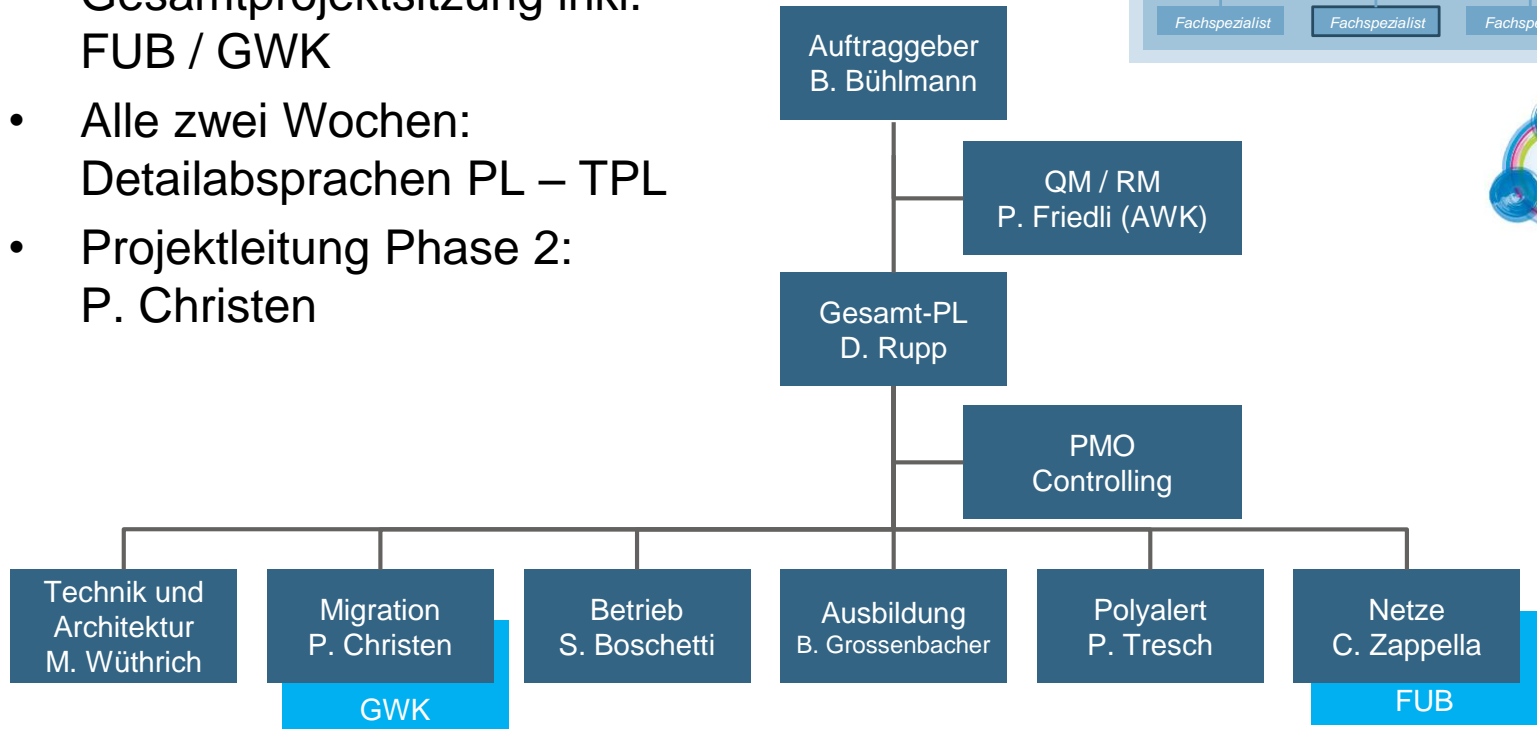 Gesamtprojektsitzung inkl.
FUB / GWK
• Alle zwei Wochen:
Detailabsprachen PL – TPL
• Projektleitung Phase 2:
P. Christen
Fachspezialist
Fachspezialist
Auftraggeber
B. Bühlmann
QM / RM
P. Friedli (AWK)
Gesamt-PL
D. Rupp
PMO
Controlling
Technik und
Architektur
M. Wüthrich
Migration
P. Christen
GWK
Betrieb
S. Boschetti
Ausbildung
B. Grossenbacher
Polyalert
P. Tresch
Netze
C. Zappella
FUB